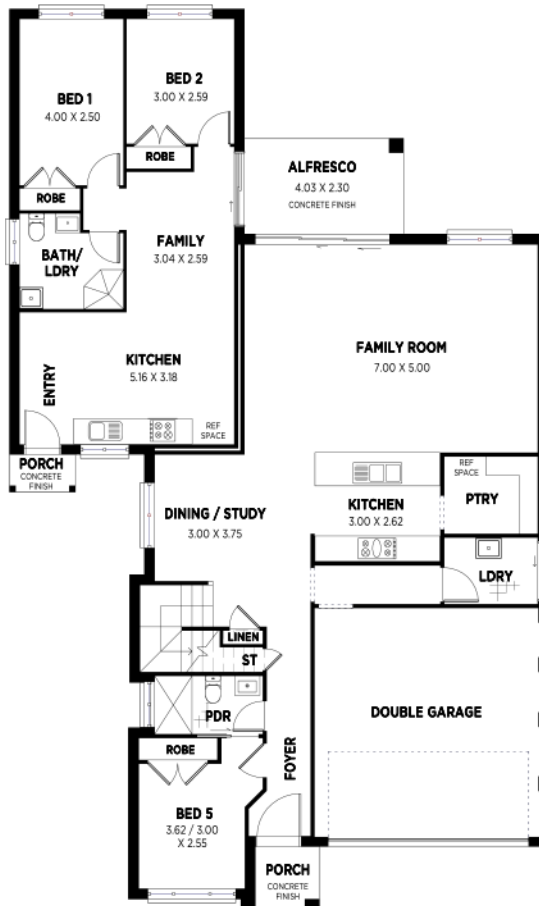 BED 1
4.00 X 2.50
BED 2
3.00 X 2.59
ROBE
ROBE
ALFRESCO
4.03 X 2.30
CONCRETE FINISH
BATH/
LDRY
FAMILY
3.04 X 2.59
KITCHEN
5.16 X 3.18
ENTRY
REF
SPACE
PORCH
CONCRETE
FINISH
FAMILY ROOM
7.00 X 5.00
DINING / STUDY
3.00 X 3.75
KITCHEN
3.00 X 2.62
REF
SPACE
PTRY
LDRY
LINEN
ST
PDR
DOUBLE GARAGE
ROBE
FOYER
BED 5
3.62 / 3.00
X 2.55
PORCH
CONCRETE
FINISH